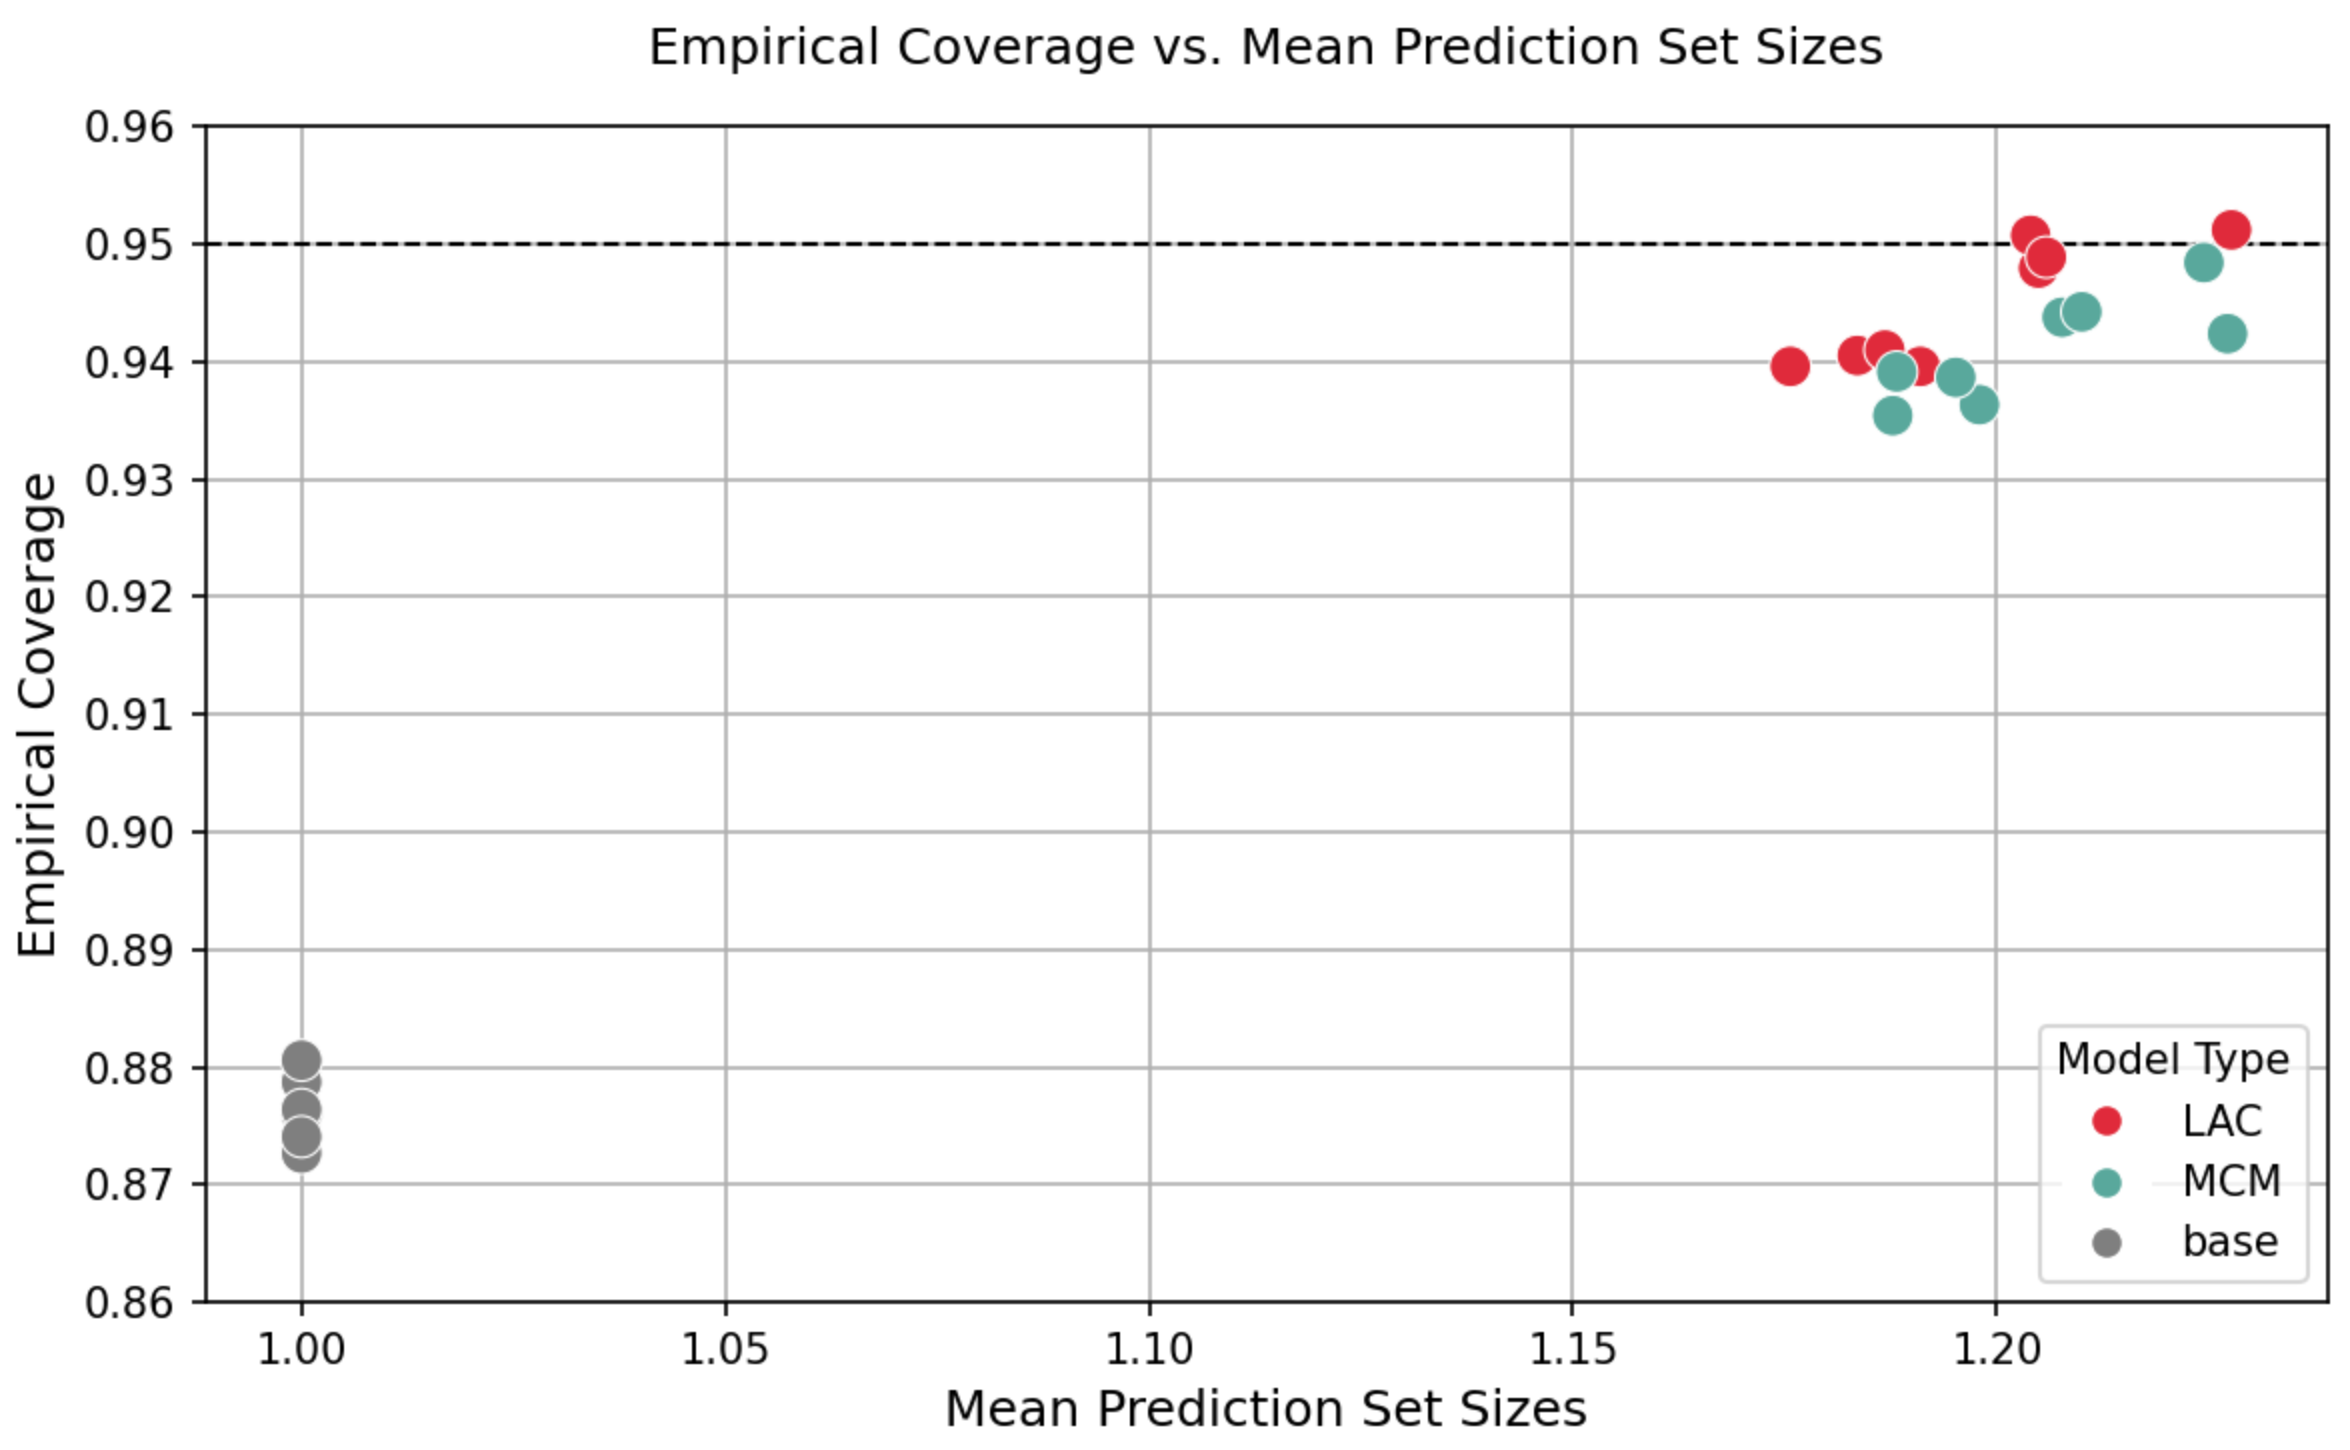 Empirical Coverage vs. Mean Prediction Set Sizes
0.96
0.95
0.94
0.93
0.92
0.91
0.90
0.89
0.88
0.87
0.86
Empirical Coverage
1.00
1.05
1.10
1.15
1.20
Mean Prediction Set Sizes
Model Type
LAC
MCM
base